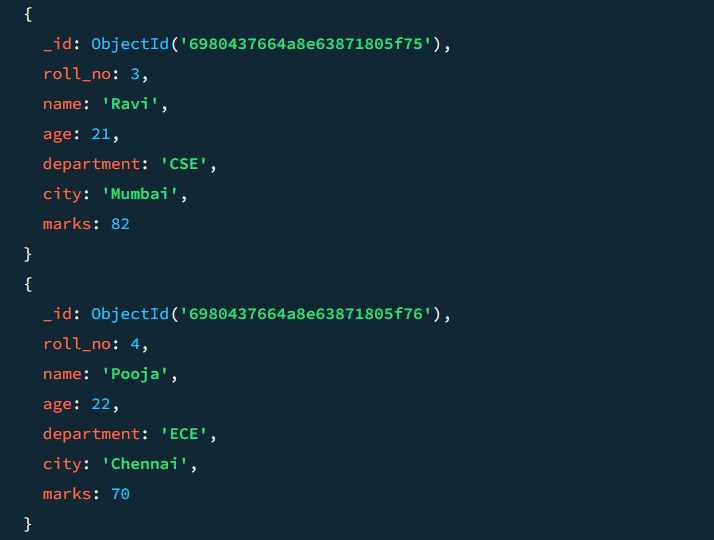 {
_id: ObjectId('6980437664a8e63871805f75'),
roll_no: 3,
name: 'Ravi',
age: 21,
department: 'CSE',
city: 'Mumbai',
marks: 82
}
{
_id: ObjectId('6980437664a8e63871805f76'),
roll_no: 4,
name: 'Pooja',
age: 22,
department: 'ECE',
city: 'Chennai',
marks: 70
}